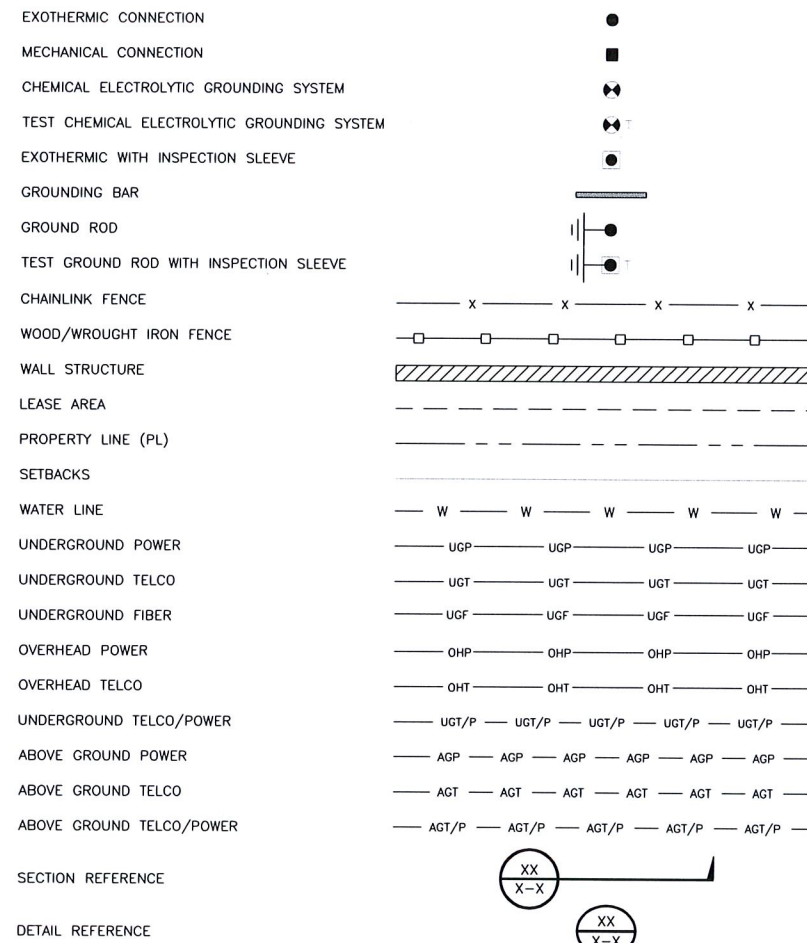 EXOTHERMIC CONNECTION
MECHANICAL CONNECTION
CHEMICAL ELECTROLYTIC GROUNDING SYSTEM
TEST CHEMICAL ELECTROLYTIC GROUNDING SYSTEM T
EXOTHERMIC WITH INSPECTION SLEEVE
GROUNDING BAR
GROUND ROD
TEST GROUND ROD WITH INSPECTION SLEEVE T
CHAINLINK FENCE X X X X
WOOD/WROUGHT IRON FENCE
WALL STRUCTURE
LEASE AREA
PROPERTY LINE (PL)
SETBACKS
WATER LINE W W W W W
UNDERGROUND POWER UGP UGP UGP UGP
UNDERGROUND TELCO UGT UGT UGT UGT
UNDERGROUND FIBER UGF UGF UGF UGF
OVERHEAD POWER OHP OHP OHP OHP
OVERHEAD TELCO OHT OHT OHT OHT
UNDERGROUND TELCO/POWER UGT/P UGT/P UGT/P UGT/P UGT/P
ABOVE GROUND POWER AGP AGP AGP AGP AGP AGP
ABOVE GROUND TELCO AGT AGT AGT AGT AGT AGT
ABOVE GROUND TELCO/POWER AGT/P AGT/P AGT/P AGT/P AGT/P
SECTION REFERENCE XX
X-X
DETAIL REFERENCE XX
X-X